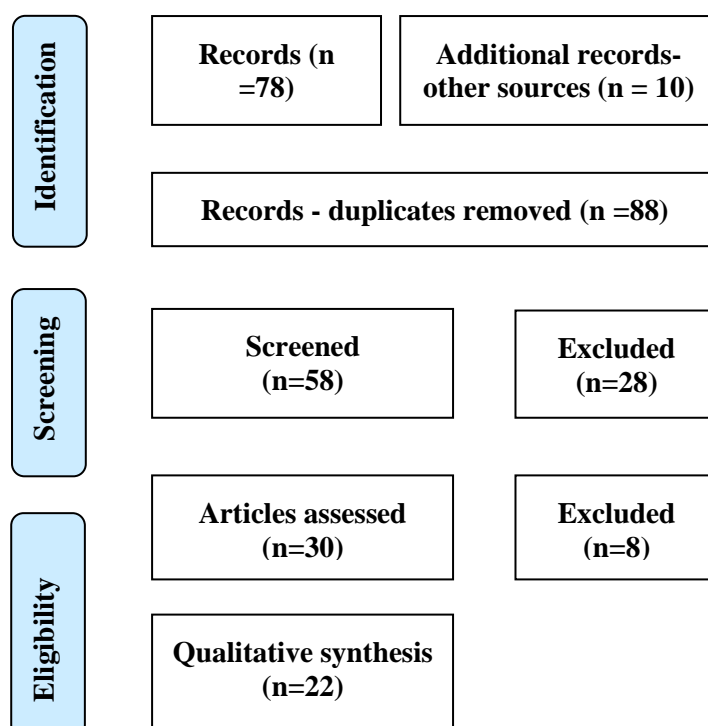 Identification
Records (n
=78)
Additional records-
other sources (n = 10)
Records - duplicates removed (n =88)
Screening
Screened
(n=58)
Excluded
(n=28)
Eligibility
Articles assessed
(n=30)
Excluded
(n=8)
Qualitative synthesis
(n=22)